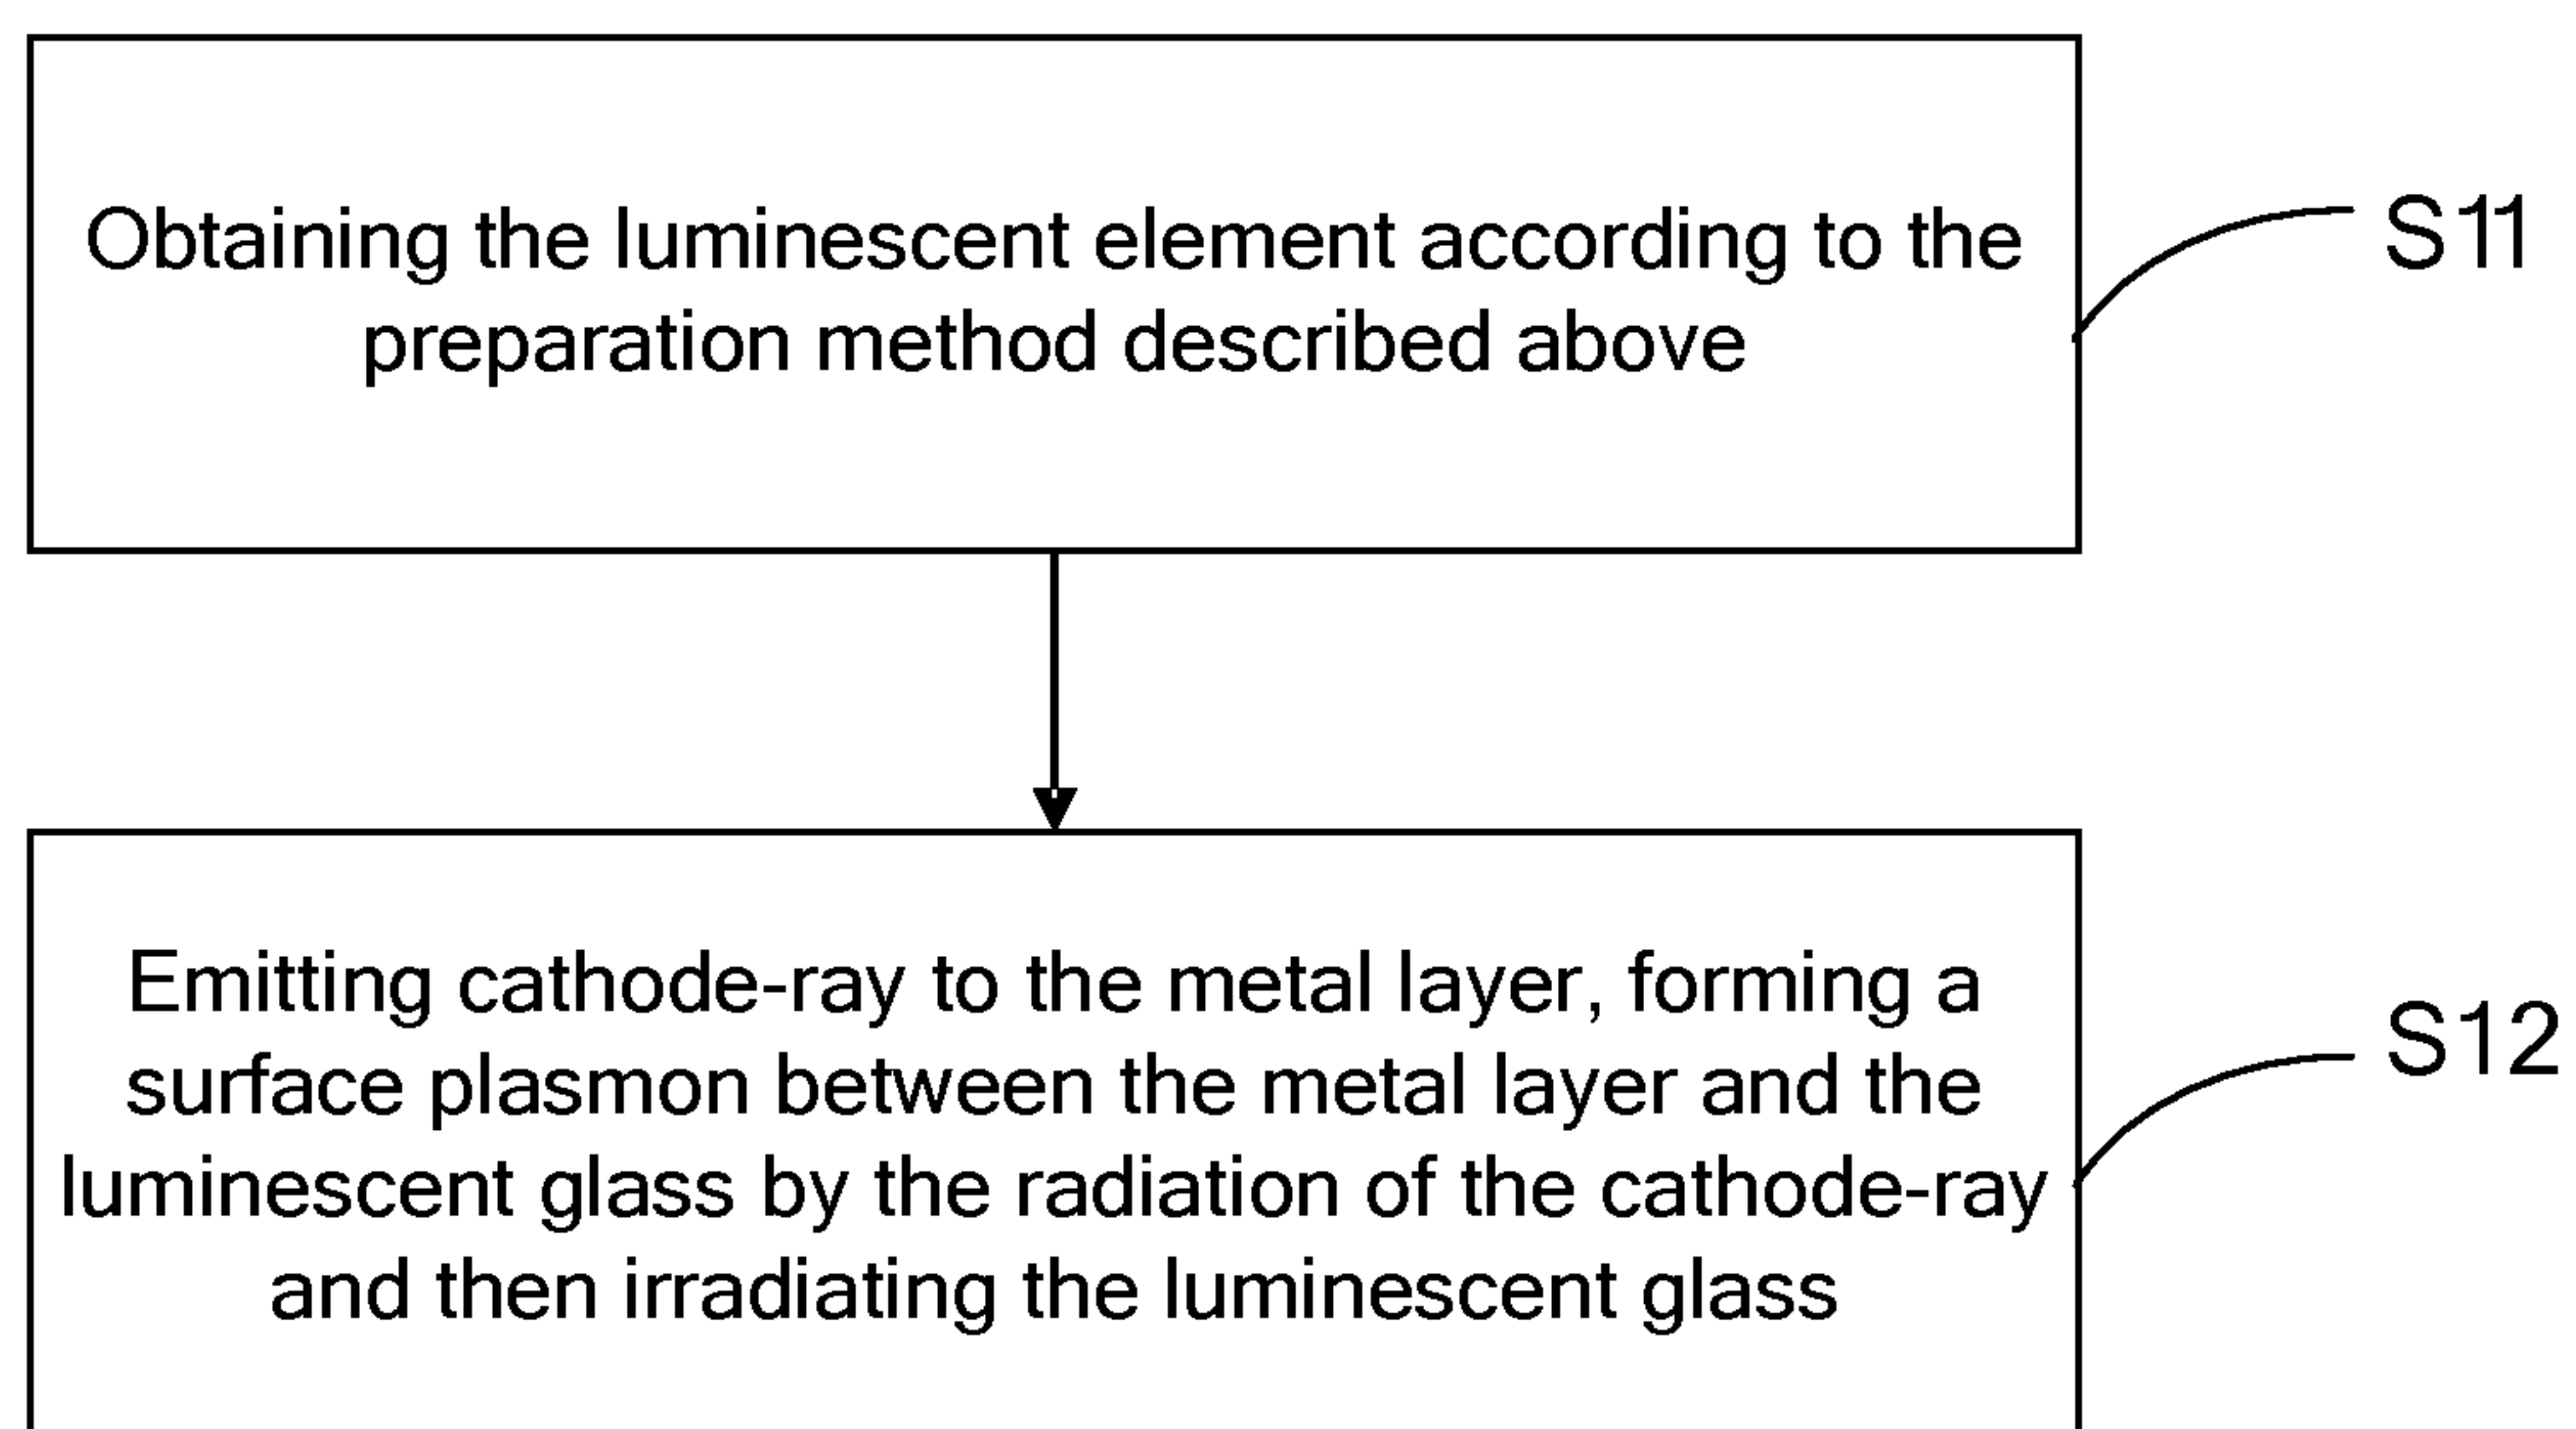 Obtaining the luminescent element according to the
preparation method described above
S11
Emitting cathode-ray to the metal layer, forming a
surface plasmon between the metal layer and the
luminescent glass by the radiation of the cathode-ray
and then irradiating the luminescent glass
S12